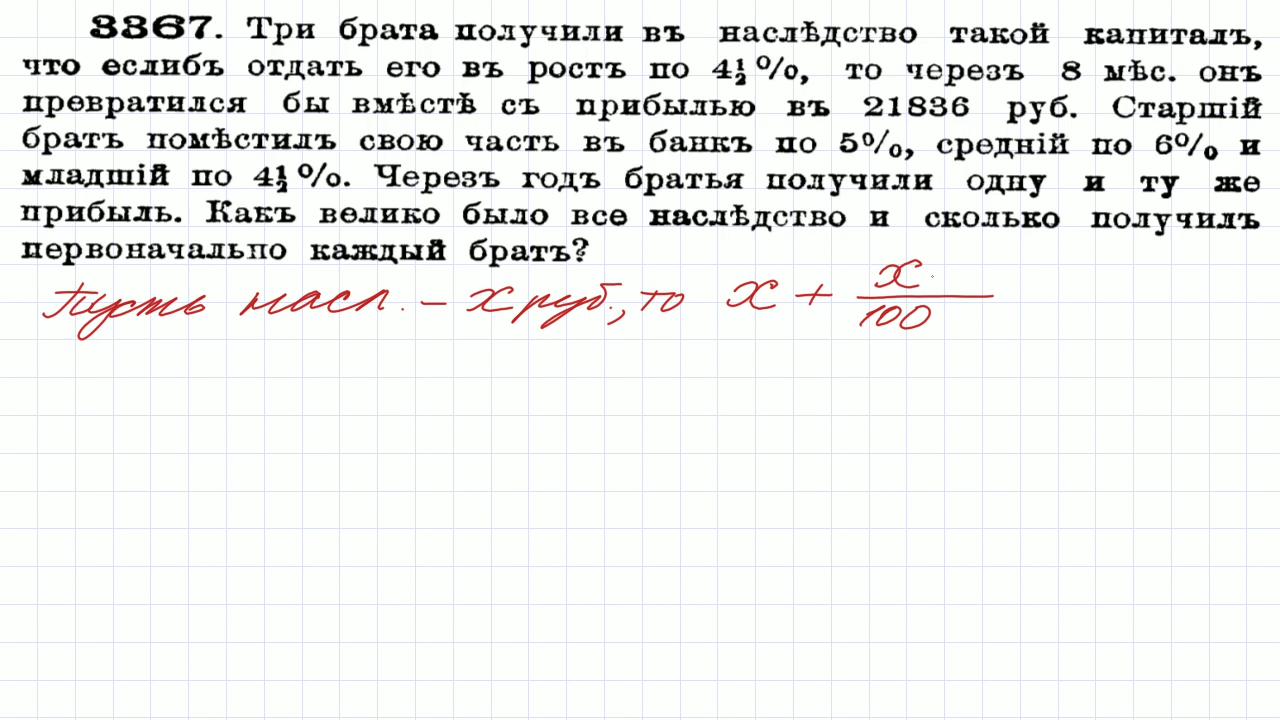 3367. Три брата получили въ наслѣдство такой капиталъ,
что еслибъ отдать его въ ростъ по 4½%, то черезъ 8 мѣс. онъ
превратился бы вмѣстѣ съ прибылью въ 21836 руб. Старшій
братъ помѣстилъ свою часть въ банкъ по 5%, средній по 6% и
младшій по 4½%. Черезъ годъ братья получили одну и ту же
прибыль. Какъ велико было все наслѣдство и сколько получилъ
первоначально каждый братъ?
Пусть насл. – x руб., то x + x/100